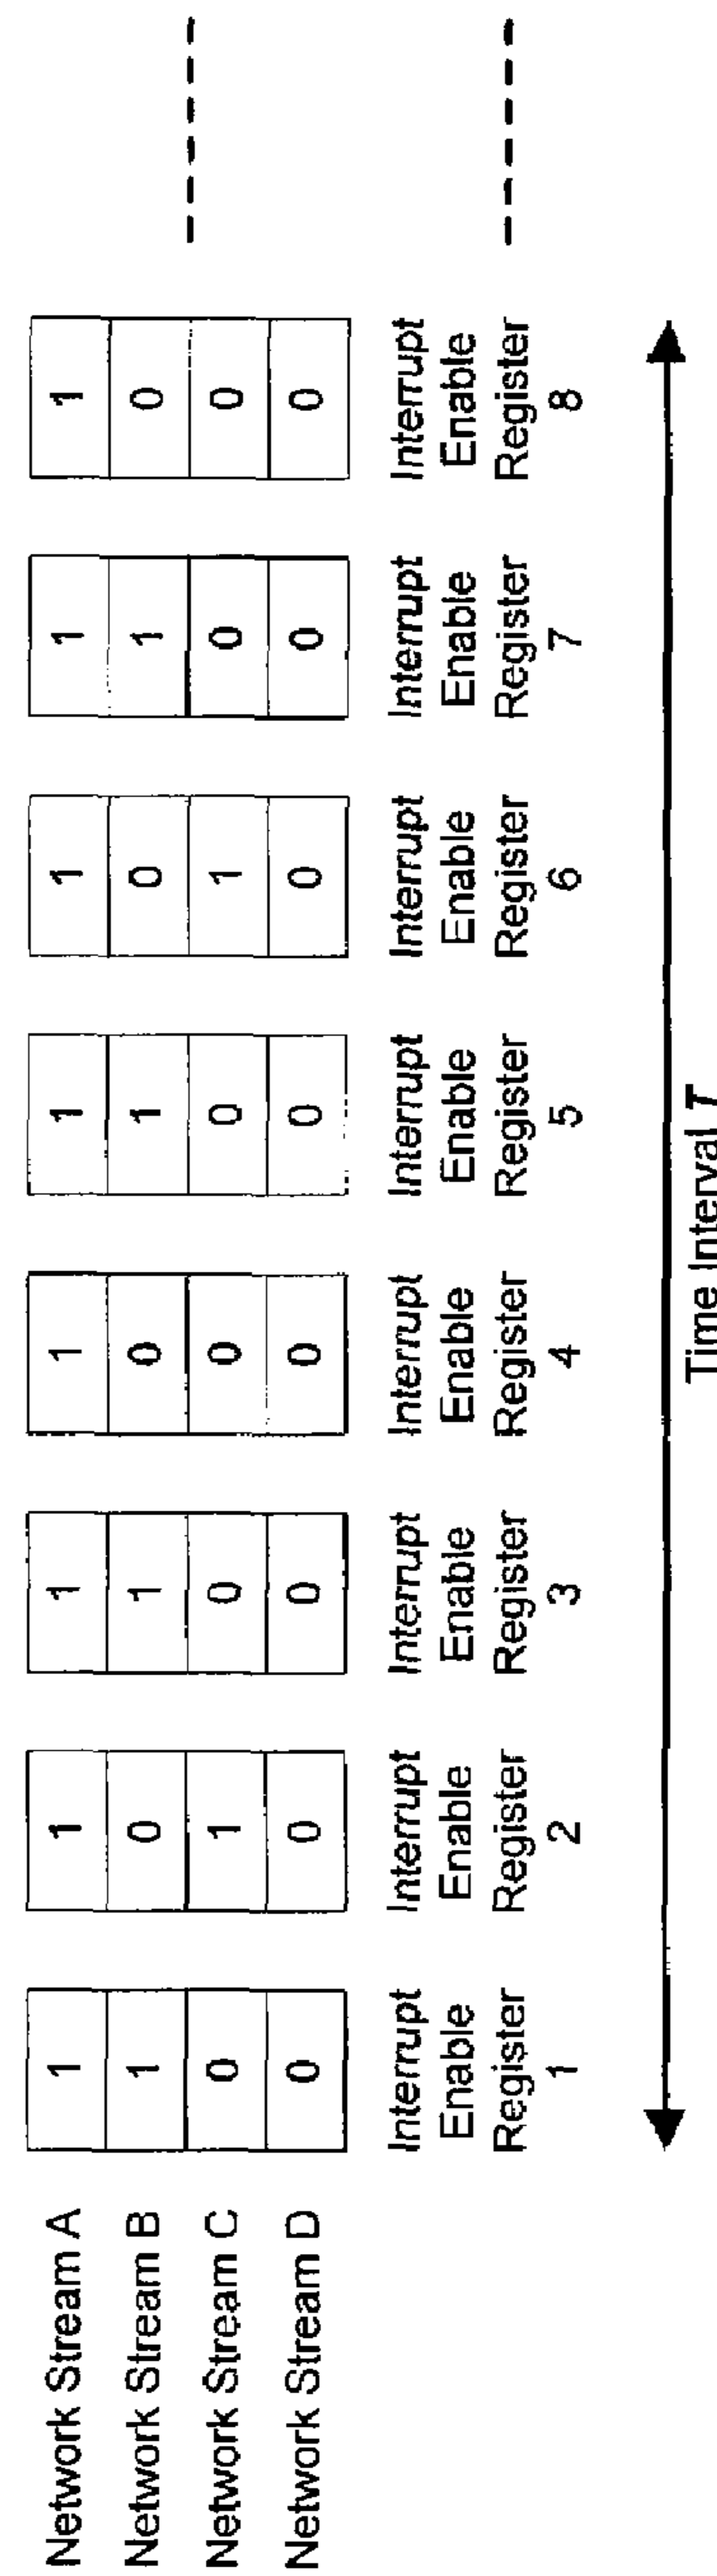 Network Stream A 1 1 1 1 1 1 1 1
Network Stream B 1 0 1 0 1 0 1 0
Network Stream C 0 1 0 0 0 1 0 0
Network Stream D 0 0 0 0 0 0 0 0
Interrupt Enable Register 1
Interrupt Enable Register 2
Interrupt Enable Register 3
Interrupt Enable Register 4
Interrupt Enable Register 5
Interrupt Enable Register 6
Interrupt Enable Register 7
Interrupt Enable Register 8
Time Interval T